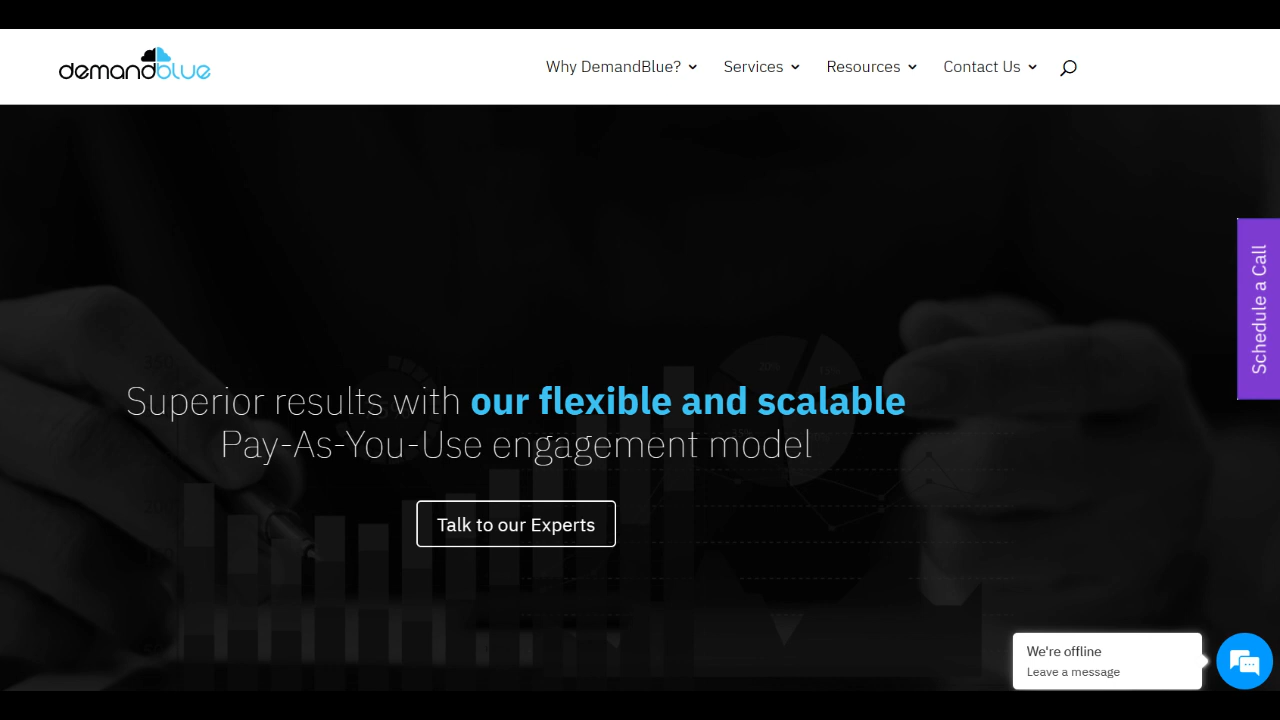 demandblue
Why DemandBlue?
Services
Resources
Contact Us
Schedule a Call
Superior results with our flexible and scalable
Pay-As-You-Use engagement model
Talk to our Experts
We're offline
Leave a message